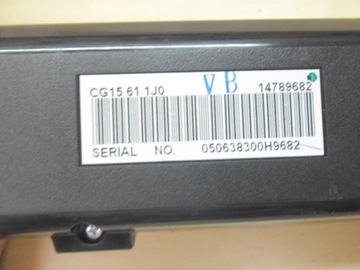 CG15 61 1J0 VB 14789682
SERIAL NO. 050638300H9682